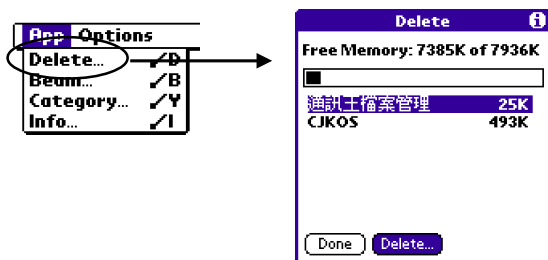 App Options
Delete... ⁄D
Beam... ⁄B
Category... ⁄Y
Info... ⁄I
Delete i
Free Memory: 7385K of 7936K
通訊王檔案管理 25K
CJKOS 493K
Done Delete...